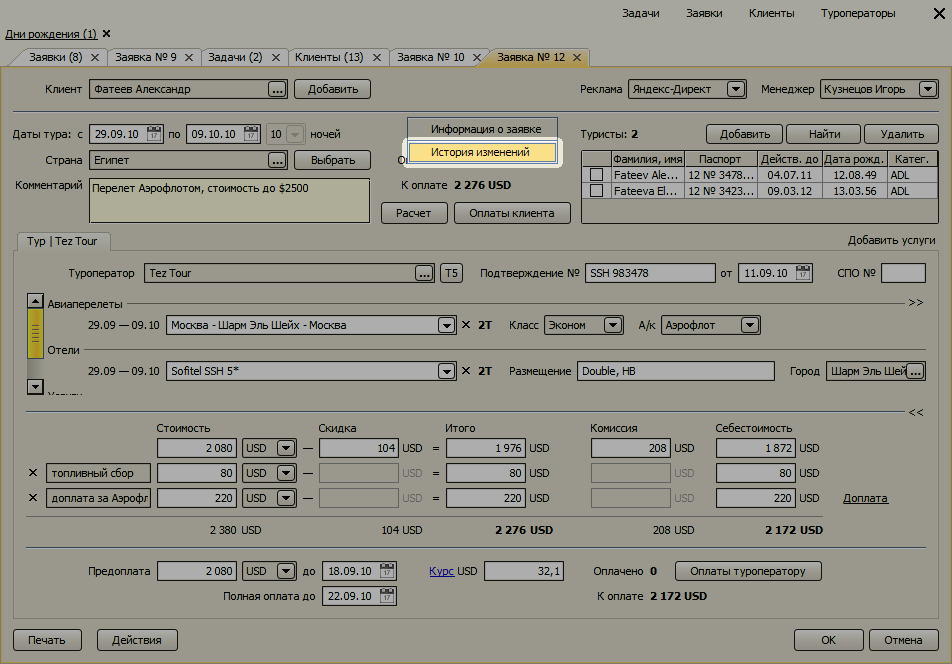 Задачи Заявки Клиенты Туроператоры
Дни рождения (1)
Заявки (8) Заявка № 9 Задачи (2) Клиенты (13) Заявка № 10 Заявка № 12
Клиент Фатеев Александр ... Добавить Реклама Яндекс-Директ Менеджер Кузнецов Игорь
Даты тура: с 29.09.10 по 09.10.10 10 ночей Информация о заявке Туристы: 2 Добавить Найти Удалить
Страна Египет ... Выбрать История изменений Фамилия, имя Паспорт Действ. до Дата рожд. Катег.
Fateev Ale... 12 № 3478... 04.07.11 12.08.49 ADL
Комментарий Перелет Аэрофлотом, стоимость до $2500 К оплате 2 276 USD Fateeva El... 12 № 3423... 09.03.12 13.03.56 ADL
Расчет Оплаты клиента
Тур | Tez Tour Добавить услуги
Туроператор Tez Tour ... T5 Подтверждение № SSH 983478 от 11.09.10 СПО №
Авиаперелеты >>
29.09 — 09.10 Москва - Шарм Эль Шейх - Москва 2Т Класс Эконом А/к Аэрофлот
Отели
29.09 — 09.10 Sofitel SSH 5* 2Т Размещение Double, HB Город Шарм Эль Шей ...
<<
Стоимость Скидка Итого Комиссия Себестоимость
2 080 USD — 104 USD = 1 976 USD 208 USD 1 872 USD
топливный сбор 80 USD — USD = 80 USD USD 80 USD
доплата за Аэрофл 220 USD — USD = 220 USD USD 220 USD Доплата
2 380 USD 104 USD 2 276 USD 208 USD 2 172 USD
Предоплата 2 080 USD до 18.09.10 Курс USD 32,1 Оплачено 0 Оплаты туроператору
Полная оплата до 22.09.10 К оплате 2 172 USD
Печать Действия ОК Отмена